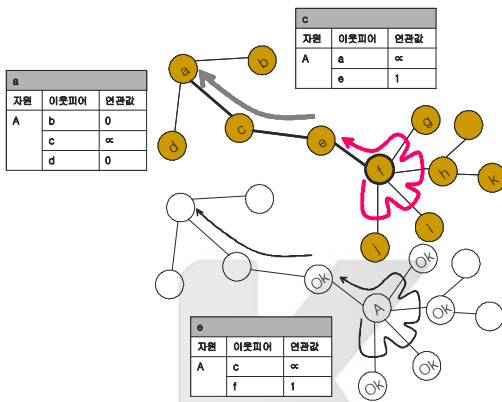 c
자원 이웃피어 연관값
A a ∝
e 1
a
자원 이웃피어 연관값
A b 0
c ∝
d 0
a
b
c
d
e
f
g
h
k
i
j
Ok
Ok
A
Ok
Ok
Ok
e
자원 이웃피어 연관값
A c ∝
f 1